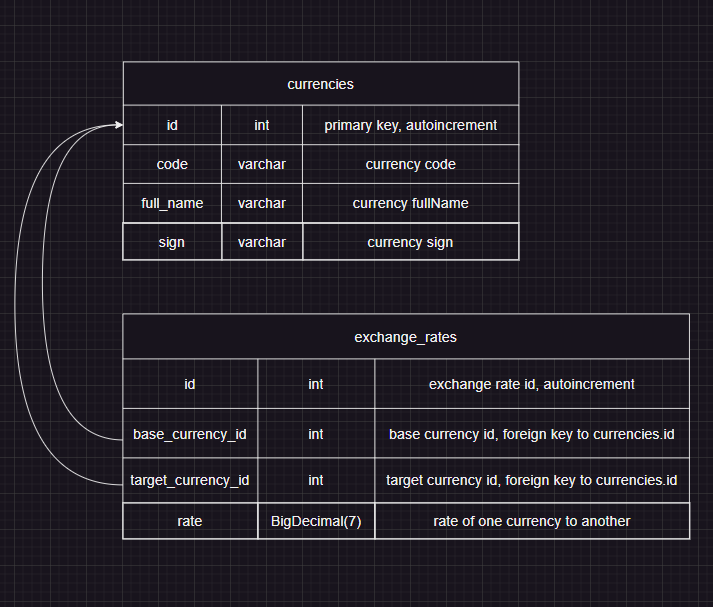 currencies
id int primary key, autoincrement
code varchar currency code
full_name varchar currency fullName
sign varchar currency sign
exchange_rates
id int exchange rate id, autoincrement
base_currency_id int base currency id, foreign key to currencies.id
target_currency_id int target currency id, foreign key to currencies.id
rate BigDecimal(7) rate of one currency to another